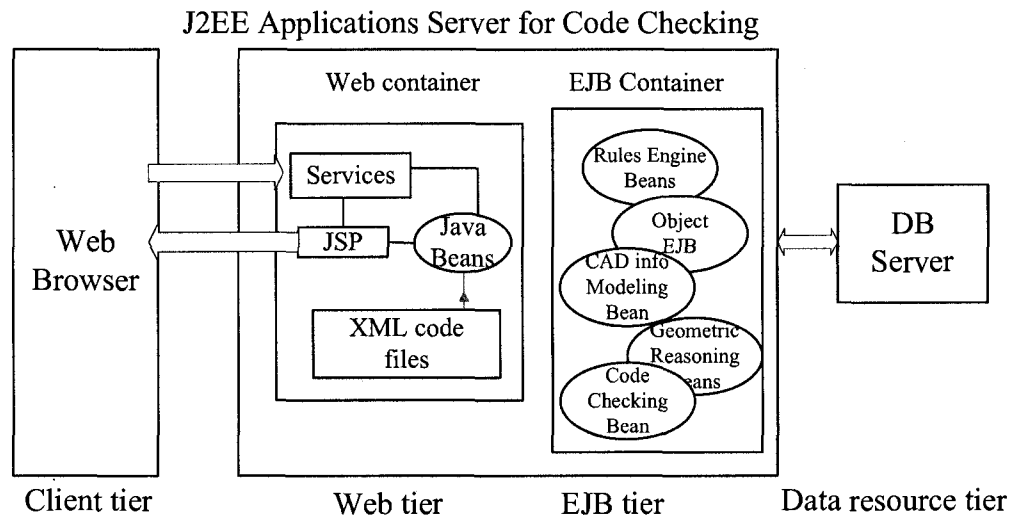 J2EE Applications Server for Code Checking
Web container
EJB Container
Web
Browser
Services
JSP
Java
Beans
XML code
files
Rules Engine
Beans
Object
EJB
CAD info
Modeling
Bean
Geometric
Reasoning
eans
Code
Checking
Bean
DB
Server
Client tier
Web tier
EJB tier
Data resource tier